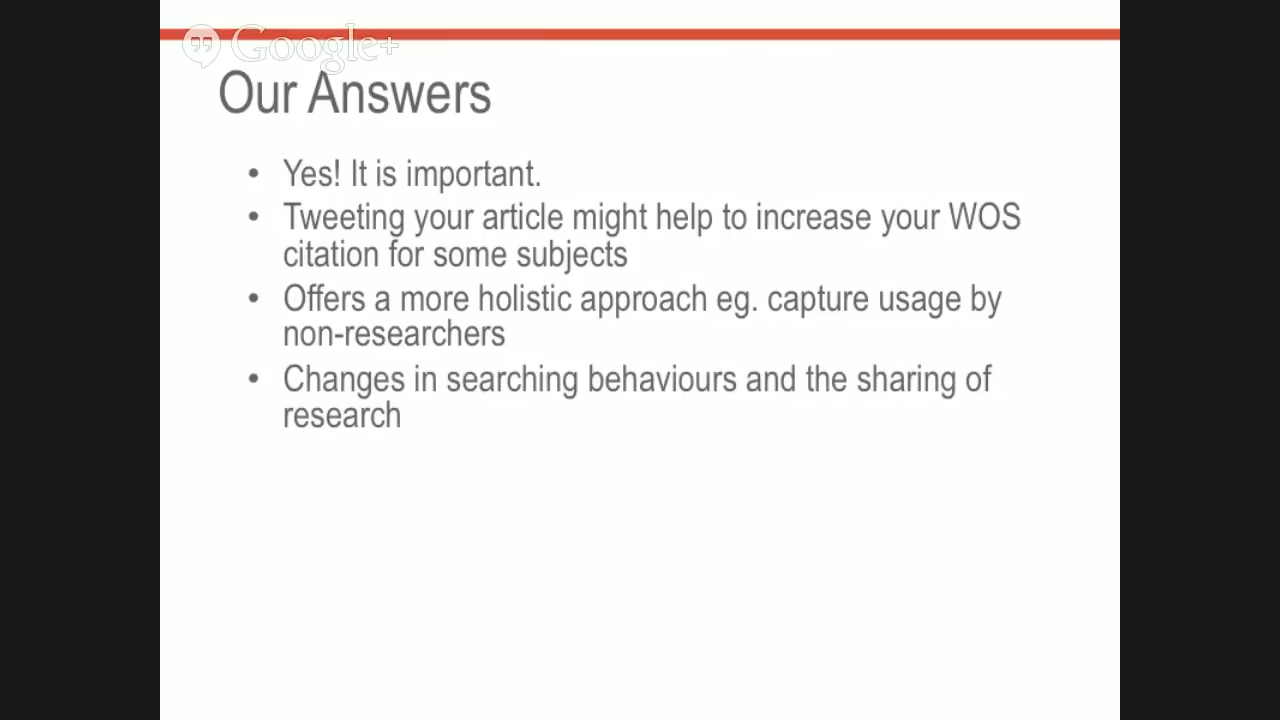 Google+
Our Answers
• Yes! It is important.
• Tweeting your article might help to increase your WOS
citation for some subjects
• Offers a more holistic approach eg. capture usage by
non-researchers
• Changes in searching behaviours and the sharing of
research